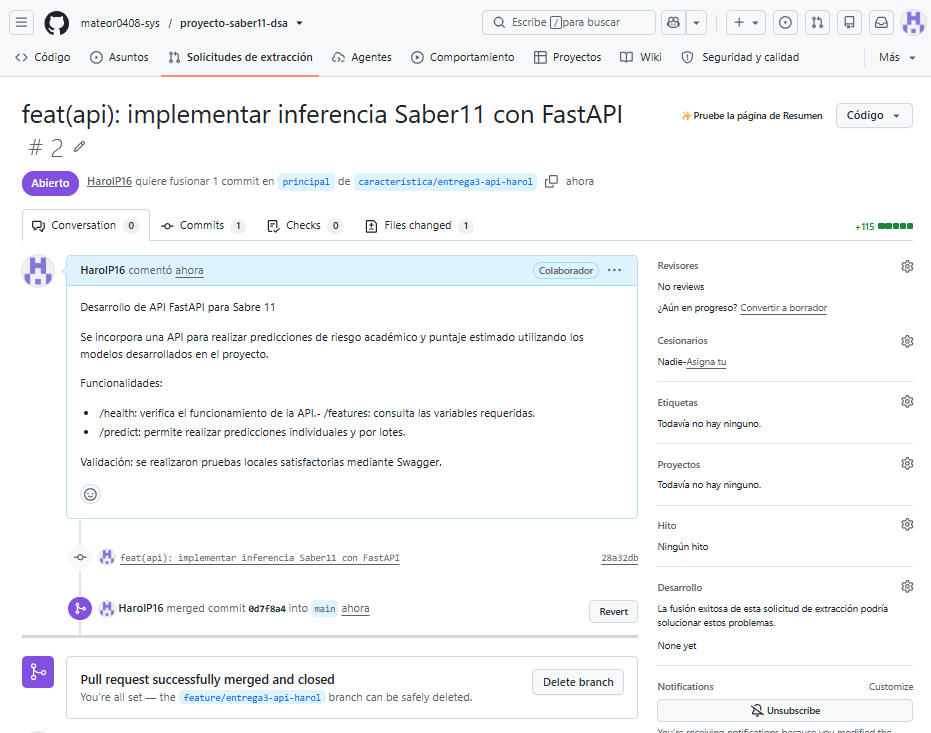 mateor0408-sys / proyecto-saber11-dsa
Escribe / para buscar
Código
Asuntos
Solicitudes de extracción
Agentes
Comportamiento
Proyectos
Wiki
Seguridad y calidad
Más
feat(api): implementar inferencia Saber11 con FastAPI
# 2
Pruebe la página de Resumen
Código
Abierto
HarolP16 quiere fusionar 1 commit en principal de característica/entrega3-api-harol ahora
Conversation 0
Commits 1
Checks 0
Files changed 1
+115
HarolP16 comentó ahora
Colaborador
Desarrollo de API FastAPI para Sabre 11
Se incorpora una API para realizar predicciones de riesgo académico y puntaje estimado utilizando los
modelos desarrollados en el proyecto.
Funcionalidades:
• /health: verifica el funcionamiento de la API.- /features: consulta las variables requeridas.
• /predict: permite realizar predicciones individuales y por lotes.
Validación: se realizaron pruebas locales satisfactorias mediante Swagger.
feat(api): implementar inferencia Saber11 con FastAPI
28a32db
HarolP16 merged commit 0d7f8a4 into main ahora
Revert
Pull request successfully merged and closed
You're all set — the feature/entrega3-api-harol branch can be safely deleted.
Delete branch
Revisores
No reviews
¿Aún en progreso? Convertir a borrador
Cesionarios
Nadie-Asigna tu
Etiquetas
Todavía no hay ninguno.
Proyectos
Todavía no hay ninguno.
Hito
Ningún hito
Desarrollo
La fusión exitosa de esta solicitud de extracción podría
solucionar estos problemas.
None yet
Notifications
Customize
Unsubscribe
You're receiving notifications because you modified the